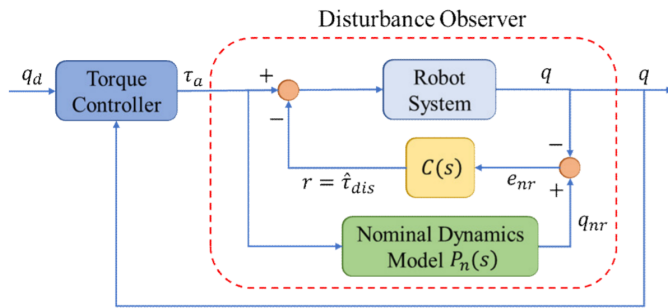 Disturbance Observer
q_d
Torque
Controller
τ_a
+
−
Robot
System
q
q
−
+
C(s)
r = τ̂_dis
e_nr
q_nr
Nominal Dynamics
Model P_n(s)